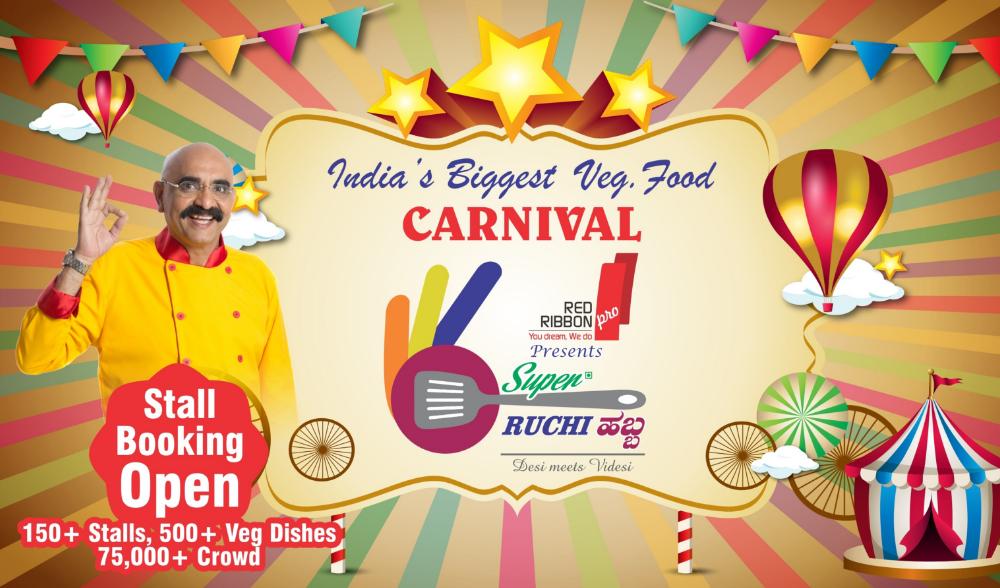 India's Biggest Veg. Food
CARNIVAL
RED
RIBBON pro
You dream. We do
Presents
Super
RUCHI ಹಬ್ಬ
Desi meets Videsi
Stall
Booking
Open
150+ Stalls, 500+ Veg Dishes
75,000+ Crowd